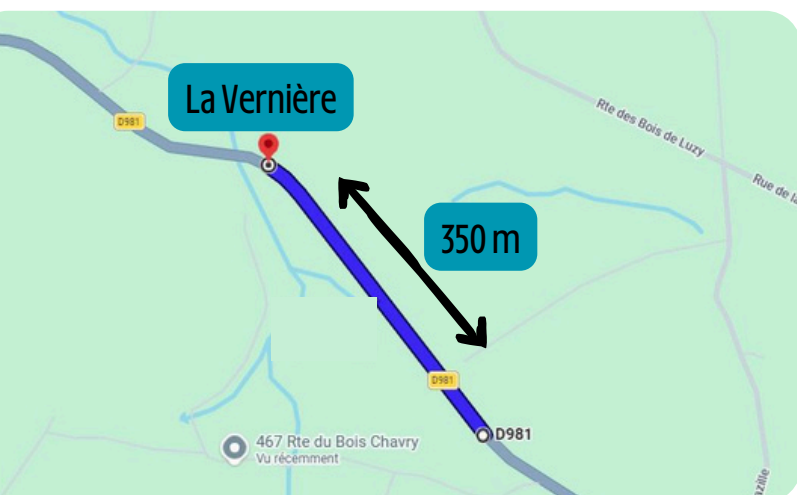 La Vernière
D981
Rte des Bois de Luzy
Rue de la
350 m
D981
D981
467 Rte du Bois Chavry
Vu récemment
zille